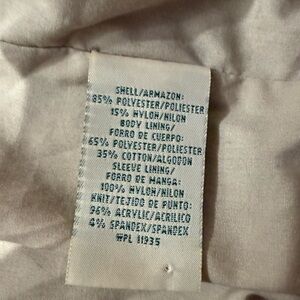 SHELL/ARMAZON:
85% POLYESTER/POLIESTER
15% NYLON/NILON
BODY LINING/
FORRO DE CUERPO:
65% POLYESTER/POLIESTER
35% COTTON/ALGODON
SLEEVE LINING/
FORRO DE MANGA:
100% NYLON/NILON
KNIT/TEJIDO DE PUNTO:
96% ACRYLIC/ACRILICO
4% SPANDEX/SPANDEX
WPL 11935